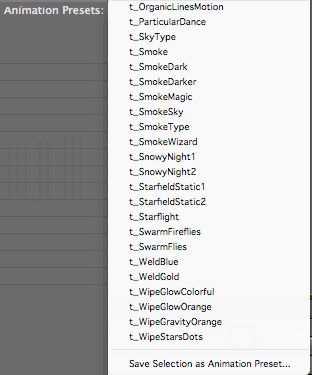 t_OrganicLinesMotion
Animation Presets:
t_ParticularDance
t_SkyType
t_Smoke
t_SmokeDark
t_SmokeDarker
t_SmokeMagic
t_SmokeSky
t_SmokeType
t_SmokeWizard
t_SnowyNight1
t_SnowyNight2
t_StarfieldStatic1
t_StarfieldStatic2
t_Starflight
t_SwarmFireflies
t_SwarmFlies
t_WeldBlue
t_WeldGold
t_WipeGlowColorful
t_WipeGlowOrange
t_WipeGravityOrange
t_WipeStarsDots
Save Selection as Animation Preset...